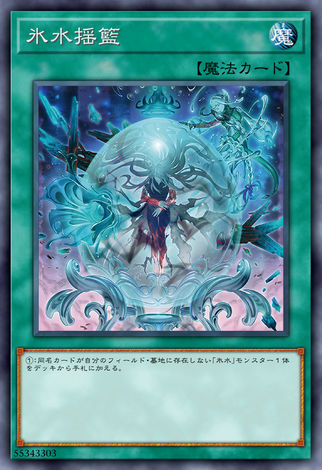 氷水揺籃
魔
【魔法カード】
①:同名カードが自分のフィールド・墓地に存在しない「氷水」モンスター１体
をデッキから手札に加える。
55343303